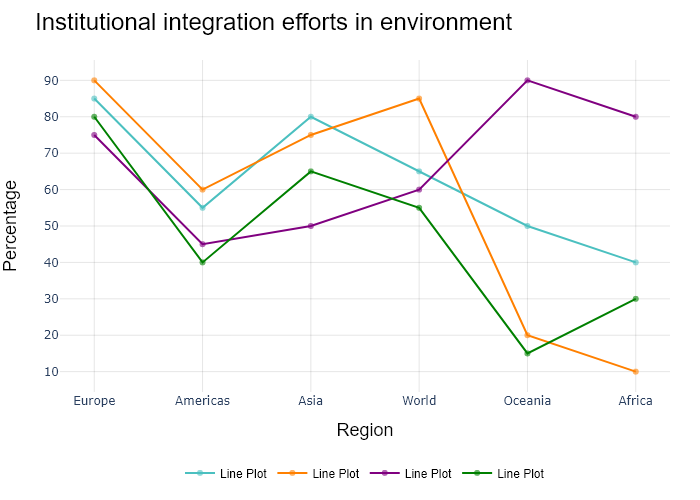 Institutional integration efforts in environment
Percentage
90
80
70
60
50
40
30
20
10
Europe Americas Asia World Oceania Africa
Region
Line Plot Line Plot Line Plot Line Plot